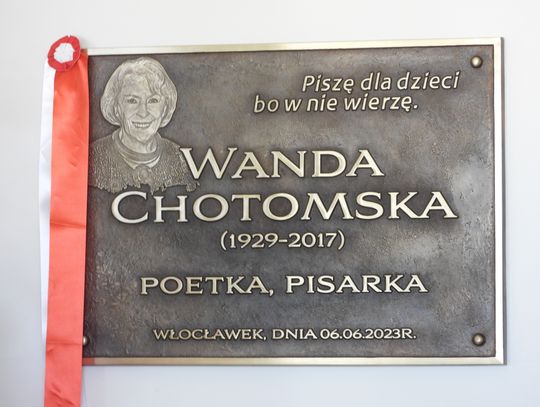 Piszę dla dzieci
bo w nie wierzę.
WANDA
CHOTOMSKA
(1929-2017)
POETKA, PISARKA
WŁOCŁAWEK, DNIA 06.06.2023R.